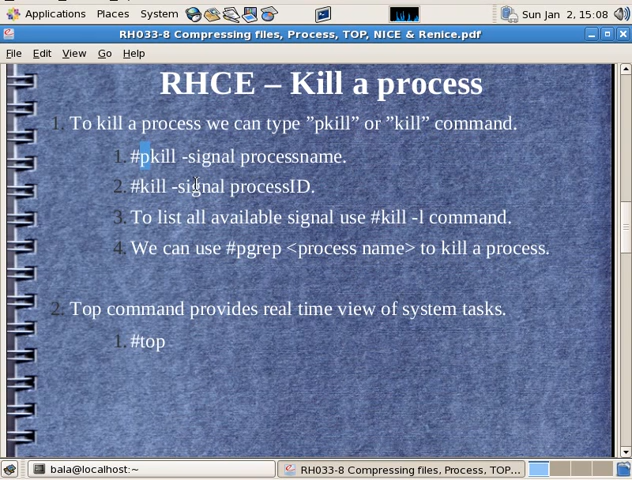 Applications Places System Sun Jan 2, 15:08
RH033-8 Compressing files, Process, TOP, NICE & Renice.pdf
File Edit View Go Help
RHCE – Kill a process
1. To kill a process we can type ”pkill” or ”kill” command.
1. #pkill -signal processname.
2. #kill -signal processID.
3. To list all available signal use #kill -l command.
4. We can use #pgrep <process name> to kill a process.
2. Top command provides real time view of system tasks.
1. #top
bala@localhost:~ RH033-8 Compressing files, Process, TOP...